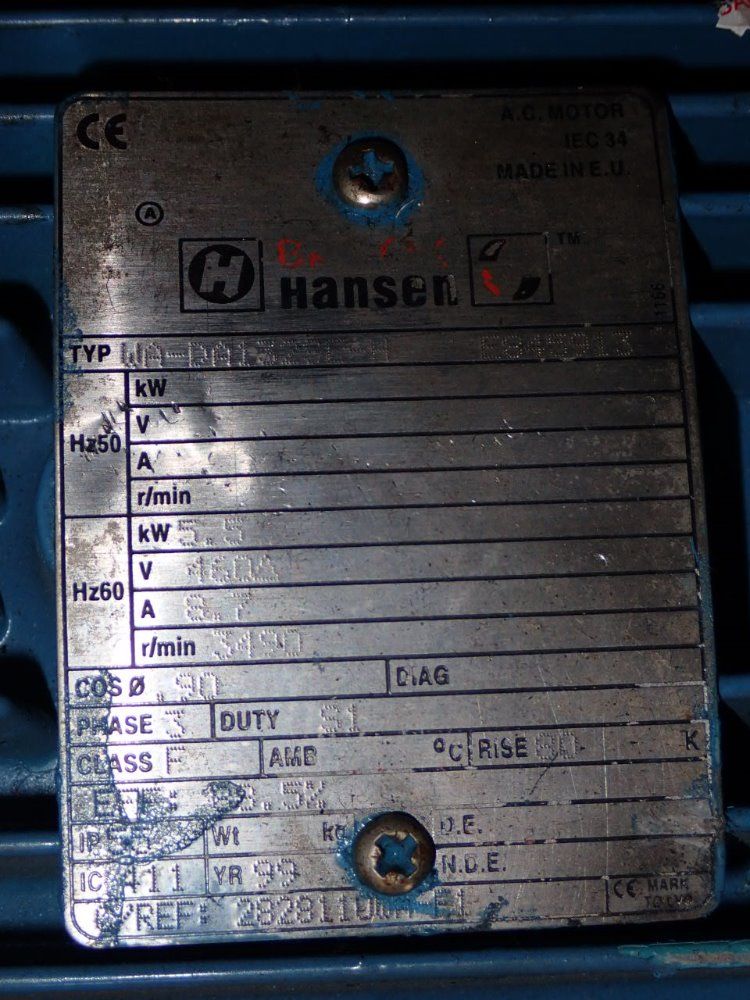 CE
A.C. MOTOR
IEC 34
MADE IN E.U.
A
H
Hansen
TM
TYP
Hz50
kW
V
A
r/min
Hz60
kW 5.5
V 460Δ
A 8.7
r/min 3490
COS Ø .90 DIAG
PHASE 3 DUTY S1
CLASS F AMB °C RISE 80 K
IP Wt kg D.E.
IC 411 YR 99 N.D.E.
CE MARK